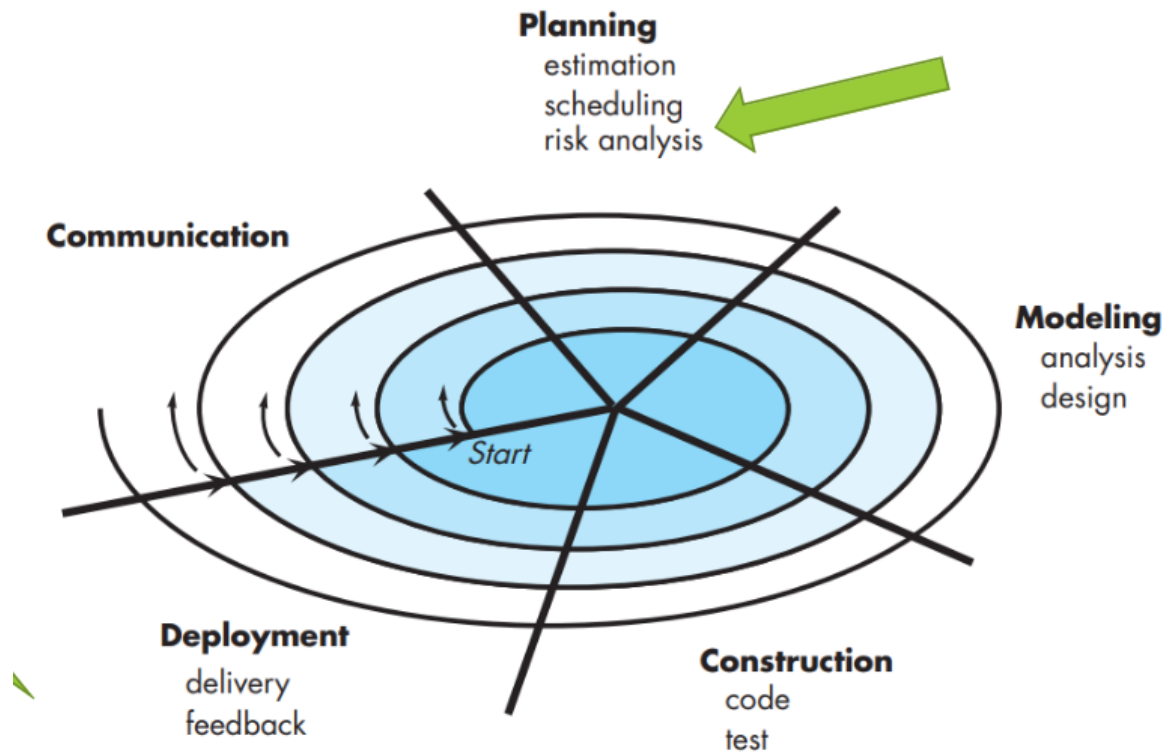 Planning
estimation
scheduling
risk analysis
Communication
Modeling
analysis
design
Start
Deployment
delivery
feedback
Construction
code
test